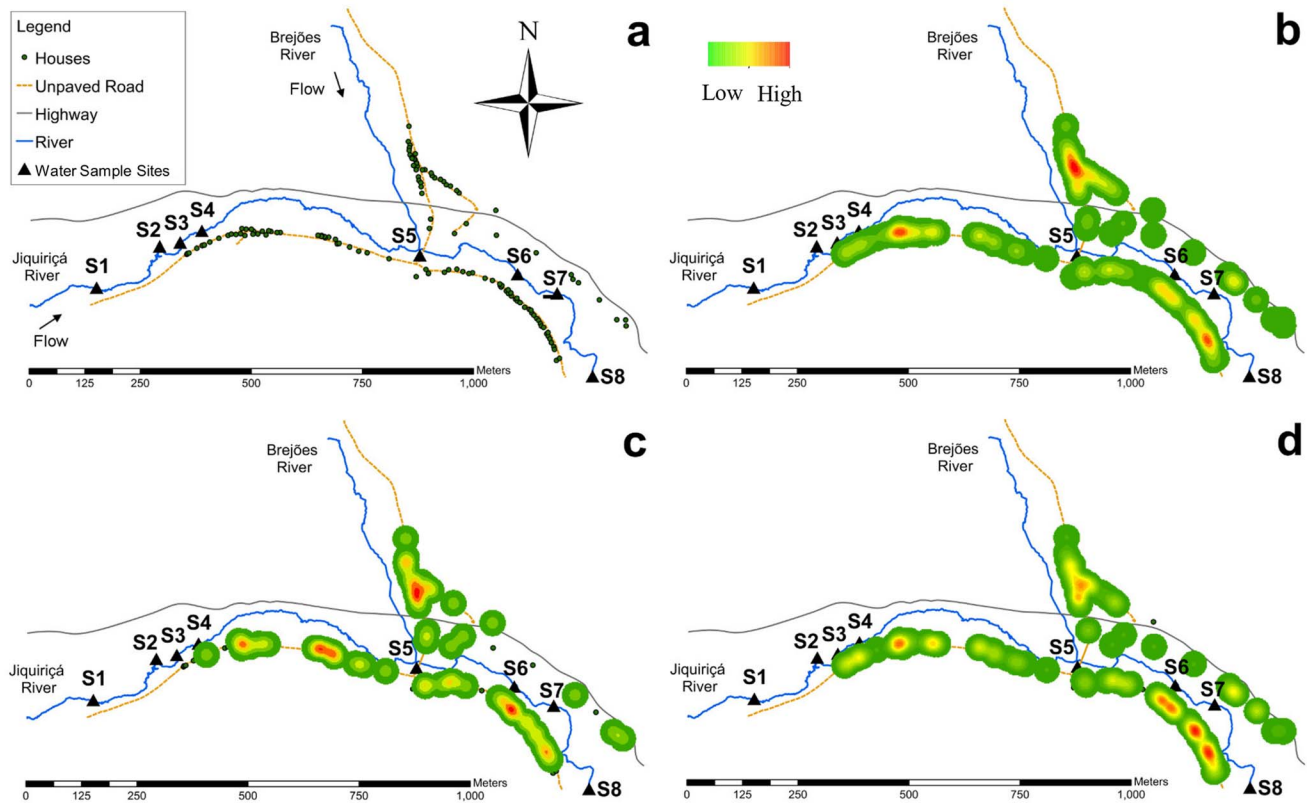 Legend
Houses
Unpaved Road
Highway
River
Water Sample Sites
Brejões
River
Flow
N
a
S1
S2
S3
S4
S5
S6
S7
S8
Jiquiriçá
River
Flow
0 125 250 500 750 1,000
Meters
b
Low High
Brejões
River
S1
S2
S3
S4
S5
S6
S7
S8
Jiquiriçá
River
0 125 250 500 750 1,000
Meters
c
Brejões
River
S1
S2
S3
S4
S5
S6
S7
S8
Jiquiriçá
River
0 125 250 500 750 1,000
Meters
d
Brejões
River
S1
S2
S3
S4
S5
S6
S7
S8
Jiquiriçá
River
0 125 250 500 750 1,000
Meters